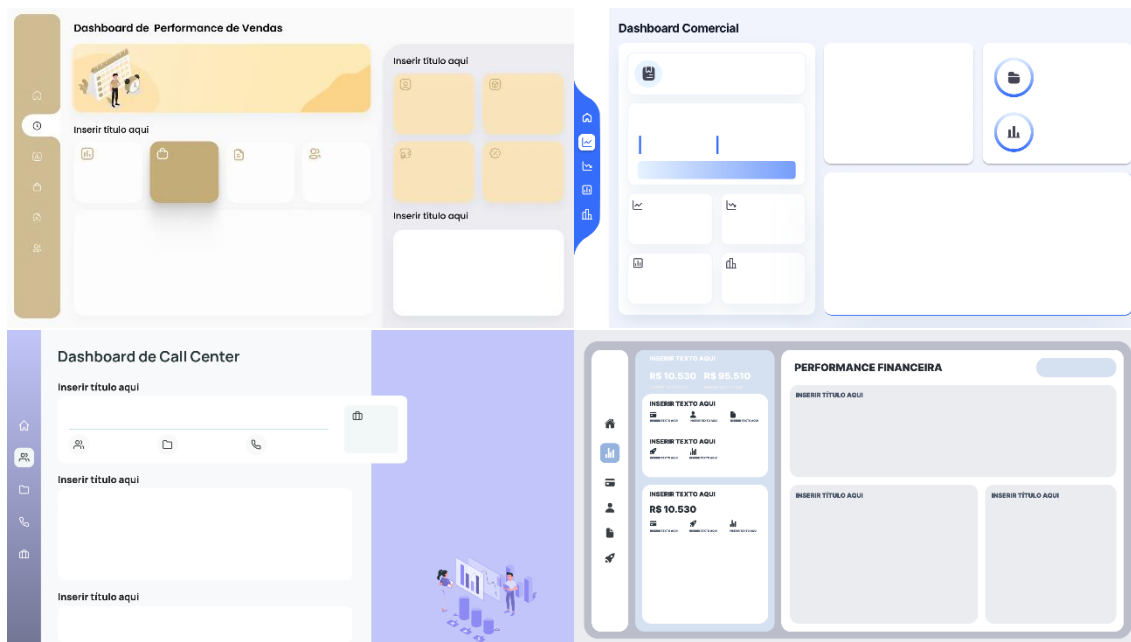 Dashboard de Performance de Vendas
Inserir título aqui
Inserir título aqui
Inserir título aqui
Dashboard Comercial
Dashboard de Call Center
Inserir título aqui
Inserir título aqui
Inserir título aqui
INSERIR TEXTO AQUI
R$ 10.530 R$ 95.510
INSERIR TEXTO AQUI
INSERIR TEXTO AQUI
INSERIR TEXTO AQUI
R$ 10.530
PERFORMANCE FINANCEIRA
INSERIR TÍTULO AQUI
INSERIR TÍTULO AQUI
INSERIR TÍTULO AQUI